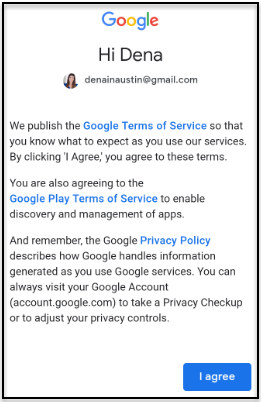 Google
Hi Dena
denainaustin@gmail.com
We publish the Google Terms of Service so that
you know what to expect as you use our services.
By clicking 'I Agree,' you agree to these terms.
You are also agreeing to the
Google Play Terms of Service to enable
discovery and management of apps.
And remember, the Google Privacy Policy
describes how Google handles information
generated as you use Google services. You can
always visit your Google Account
(account.google.com) to take a Privacy Checkup
or to adjust your privacy controls.
I agree